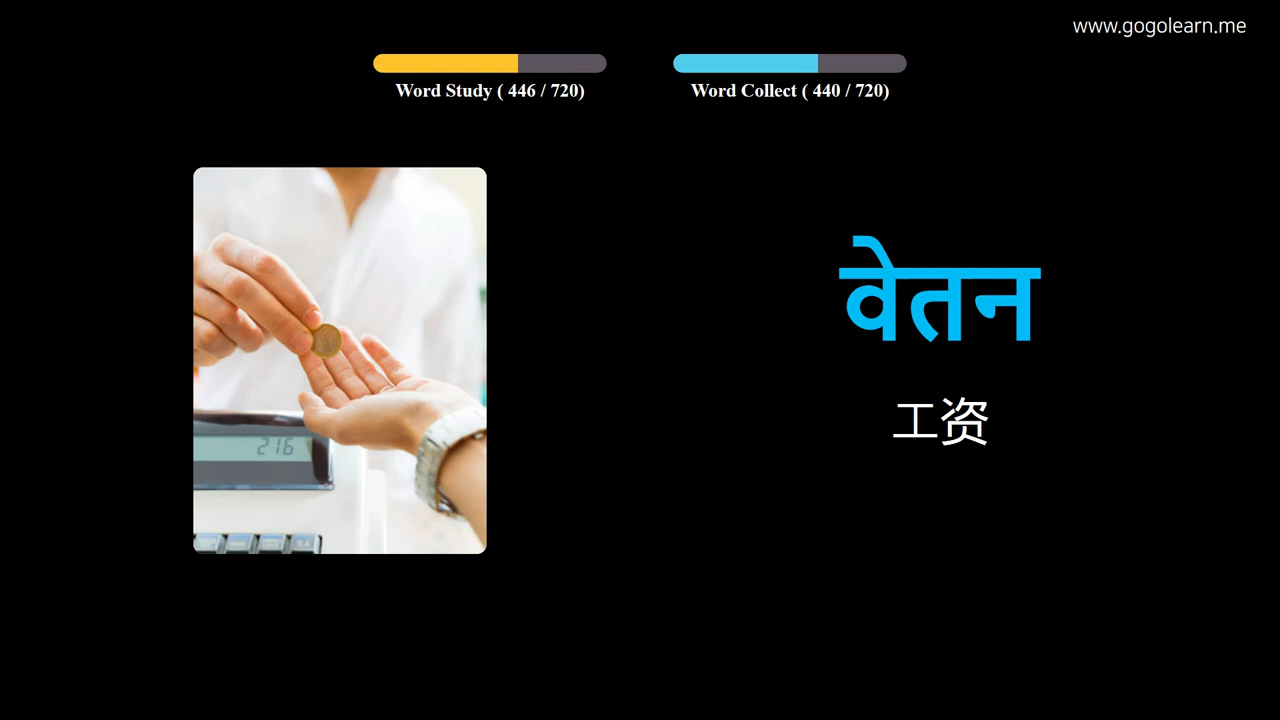 www.gogolearn.me
Word Study ( 446 / 720)
Word Collect ( 440 / 720)
वेतन
工资
216